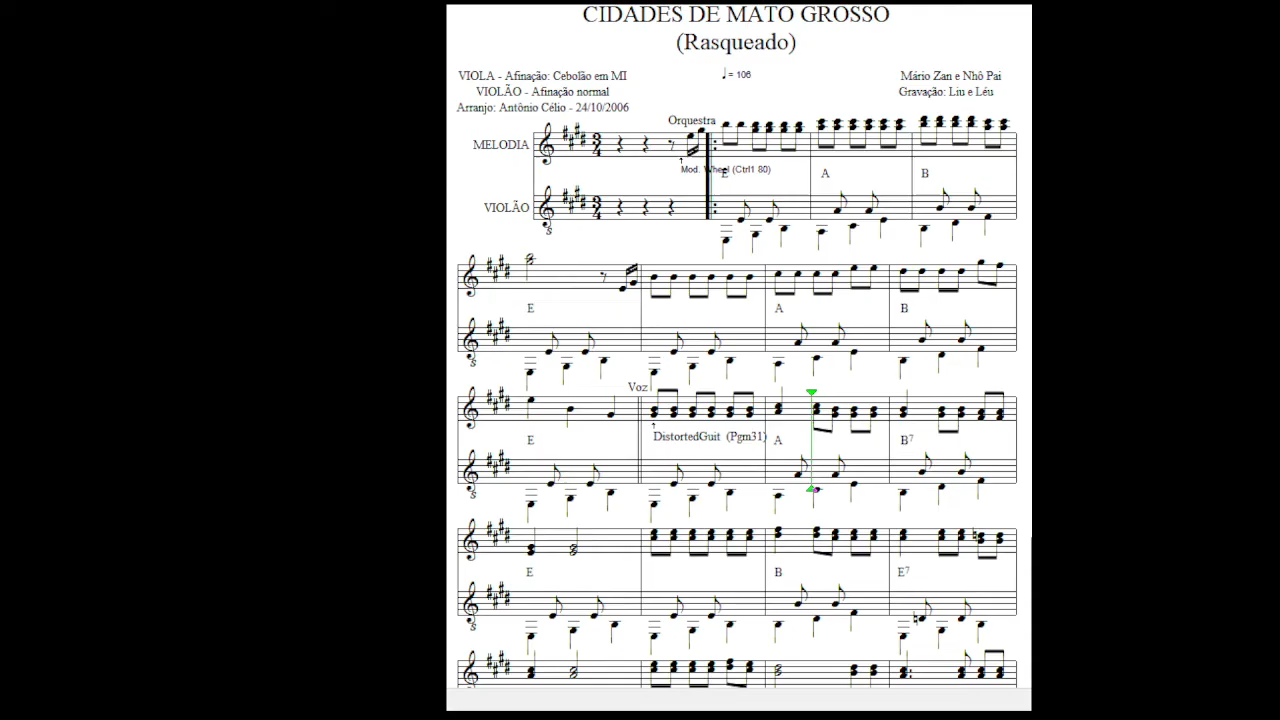 CIDADES DE MATO GROSSO
(Rasqueado)
VIOLA - Afinação: Cebolão em MI
♩ = 106
Mário Zan e Nhô Pai
VIOLÃO - Afinação normal
Gravação: Liu e Léu
Arranjo: Antônio Célio - 24/10/2006
Orquestra
MELODIA
Mod. Wheel (Ctrl1 80)
E A B
VIOLÃO
E A B
Voz
DistortedGuit (Pgm31)
E A B7
E B E7